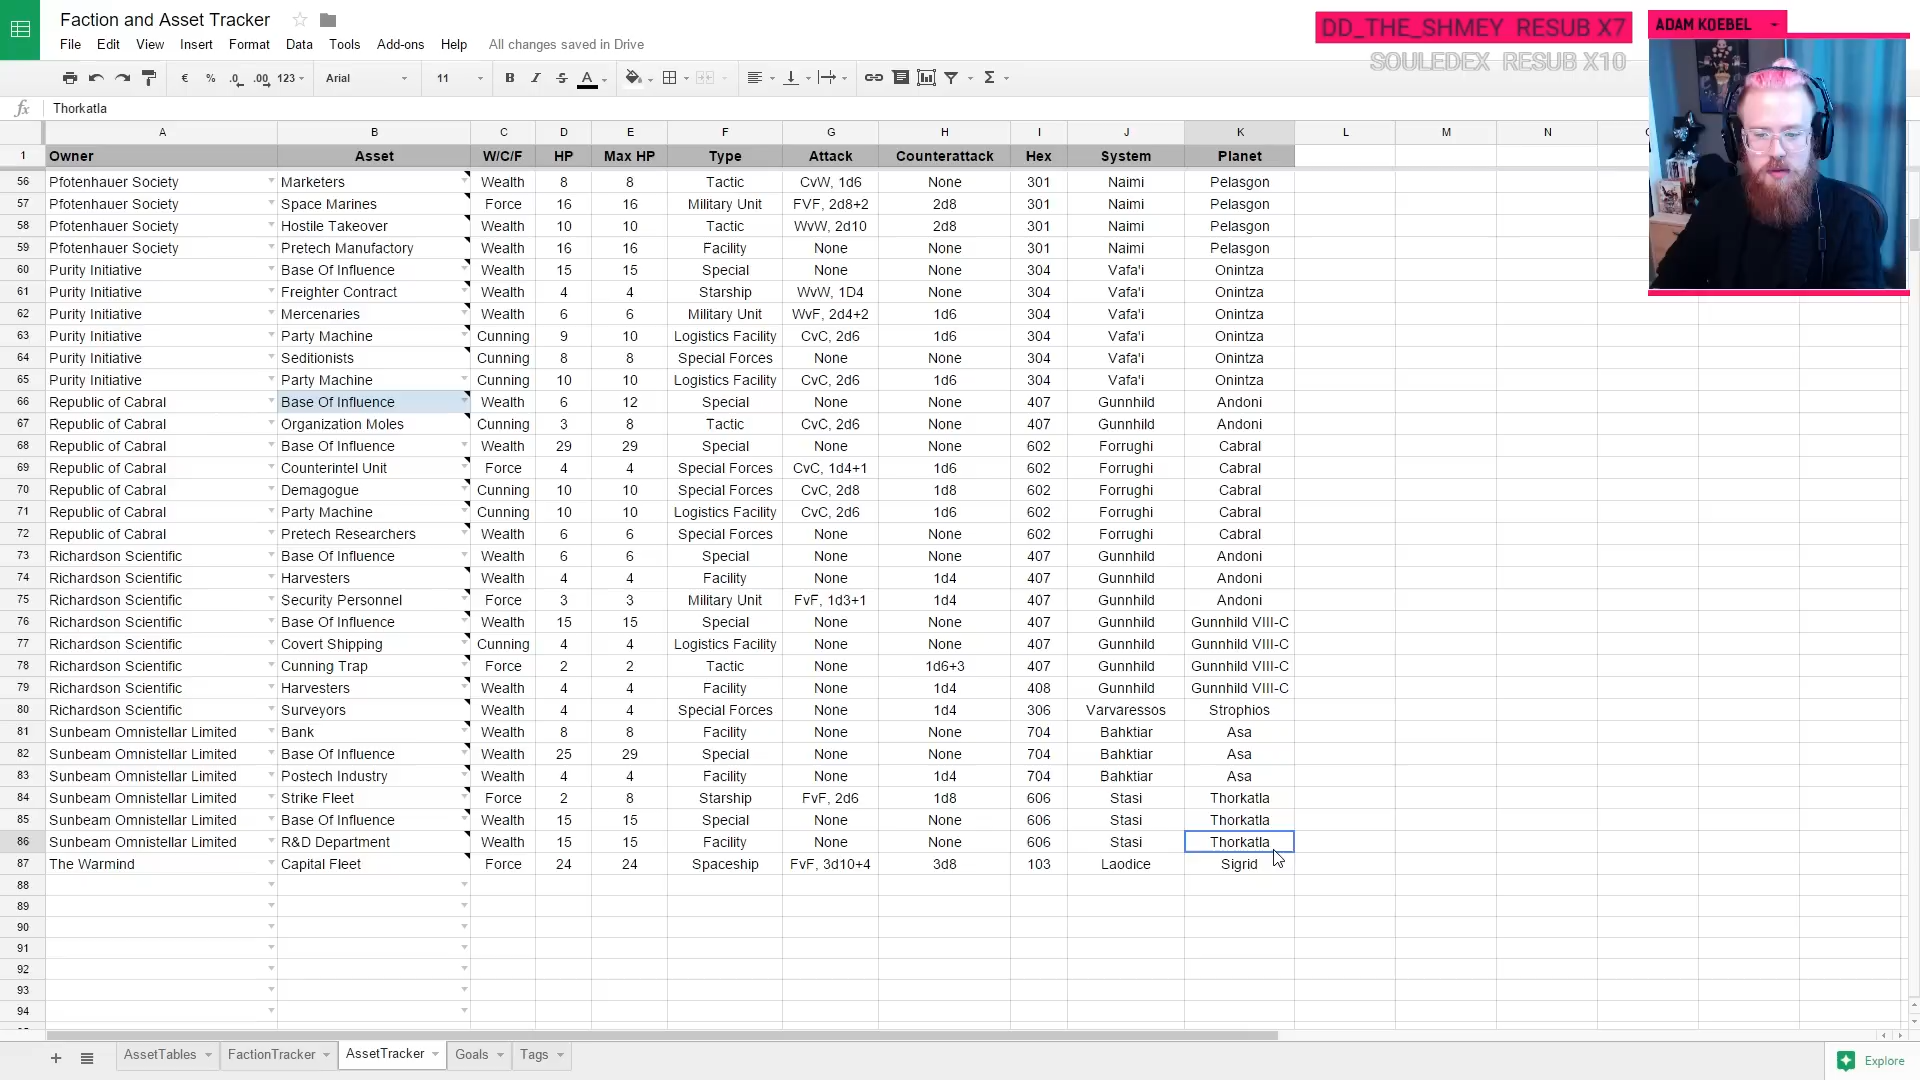 Faction and Asset Tracker
File Edit View Insert Format Data Tools Add-ons Help All changes saved in Drive
DD_THE_SHMEY RESUB X7
SOULEDEX RESUB X10
ADAM KOEBEL
€ % .0 .00 123 Arial 11 B I S A
fx Thorkatla
A B C D E F G H I J K L M N
1 Owner Asset W/C/F HP Max HP Type Attack Counterattack Hex System Planet
56 Pfotenhauer Society Marketers Wealth 8 8 Tactic CvW, 1d6 None 301 Naimi Pelasgon
57 Pfotenhauer Society Space Marines Force 16 16 Military Unit FVF, 2d8+2 2d8 301 Naimi Pelasgon
58 Pfotenhauer Society Hostile Takeover Wealth 10 10 Tactic WvW, 2d10 2d8 301 Naimi Pelasgon
59 Pfotenhauer Society Pretech Manufactory Wealth 16 16 Facility None None 301 Naimi Pelasgon
60 Purity Initiative Base Of Influence Wealth 15 15 Special None None 304 Vafa'i Onintza
61 Purity Initiative Freighter Contract Wealth 4 4 Starship WvW, 1D4 None 304 Vafa'i Onintza
62 Purity Initiative Mercenaries Wealth 6 6 Military Unit WvF, 2d4+2 1d6 304 Vafa'i Onintza
63 Purity Initiative Party Machine Cunning 9 10 Logistics Facility CvC, 2d6 1d6 304 Vafa'i Onintza
64 Purity Initiative Seditionists Cunning 8 8 Special Forces None None 304 Vafa'i Onintza
65 Purity Initiative Party Machine Cunning 10 10 Logistics Facility CvC, 2d6 1d6 304 Vafa'i Onintza
66 Republic of Cabral Base Of Influence Wealth 6 12 Special None None 407 Gunnhild Andoni
67 Republic of Cabral Organization Moles Cunning 3 8 Tactic CvC, 2d6 None 407 Gunnhild Andoni
68 Republic of Cabral Base Of Influence Wealth 29 29 Special None None 602 Forrughi Cabral
69 Republic of Cabral Counterintel Unit Force 4 4 Special Forces CvC, 1d4+1 1d6 602 Forrughi Cabral
70 Republic of Cabral Demagogue Cunning 10 10 Special Forces CvC, 2d8 1d8 602 Forrughi Cabral
71 Republic of Cabral Party Machine Cunning 10 10 Logistics Facility CvC, 2d6 1d6 602 Forrughi Cabral
72 Republic of Cabral Pretech Researchers Wealth 6 6 Special Forces None None 602 Forrughi Cabral
73 Richardson Scientific Base Of Influence Wealth 6 6 Special None None 407 Gunnhild Andoni
74 Richardson Scientific Harvesters Wealth 4 4 Facility None 1d4 407 Gunnhild Andoni
75 Richardson Scientific Security Personnel Force 3 3 Military Unit FvF, 1d3+1 1d4 407 Gunnhild Andoni
76 Richardson Scientific Base Of Influence Wealth 15 15 Special None None 407 Gunnhild Gunnhild VIII-C
77 Richardson Scientific Covert Shipping Cunning 4 4 Logistics Facility None None 407 Gunnhild Gunnhild VIII-C
78 Richardson Scientific Cunning Trap Force 2 2 Tactic None 1d6+3 407 Gunnhild Gunnhild VIII-C
79 Richardson Scientific Harvesters Wealth 4 4 Facility None 1d4 408 Gunnhild Gunnhild VIII-C
80 Richardson Scientific Surveyors Wealth 4 4 Special Forces None 1d4 306 Varvaressos Strophios
81 Sunbeam Omnistellar Limited Bank Wealth 8 8 Facility None None 704 Bahktiar Asa
82 Sunbeam Omnistellar Limited Base Of Influence Wealth 25 29 Special None None 704 Bahktiar Asa
83 Sunbeam Omnistellar Limited Postech Industry Wealth 4 4 Facility None 1d4 704 Bahktiar Asa
84 Sunbeam Omnistellar Limited Strike Fleet Force 2 8 Starship FvF, 2d6 1d8 606 Stasi Thorkatla
85 Sunbeam Omnistellar Limited Base Of Influence Wealth 15 15 Special None None 606 Stasi Thorkatla
86 Sunbeam Omnistellar Limited R&D Department Wealth 15 15 Facility None None 606 Stasi Thorkatla
87 The Warmind Capital Fleet Force 24 24 Spaceship FvF, 3d10+4 3d8 103 Laodice Sigrid
88
89
90
91
92
93
94
AssetTables FactionTracker AssetTracker Goals Tags Explore